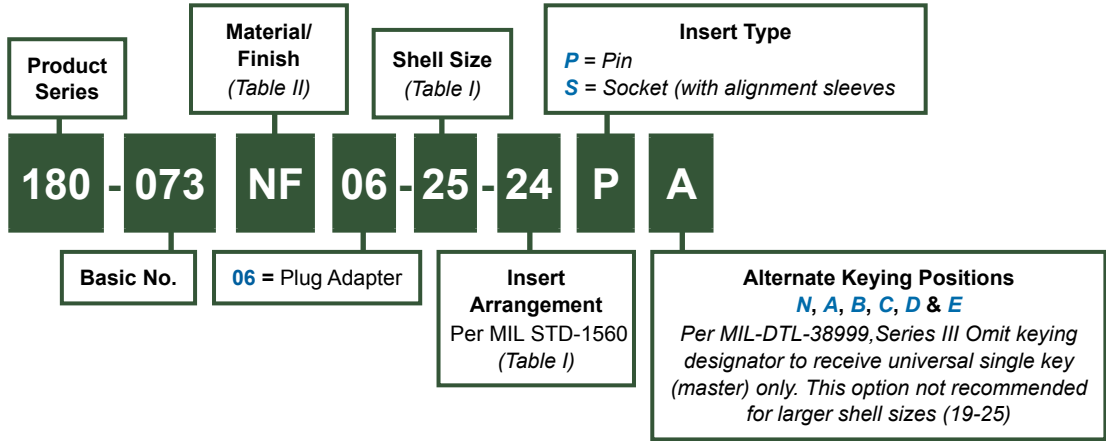 Product
Series
Material/
Finish
(Table II)
Shell Size
(Table I)
Insert Type
P = Pin
S = Socket (with alignment sleeves
180 - 073 NF 06 - 25 - 24 P A
Basic No.
06 = Plug Adapter
Insert
Arrangement
Per MIL STD-1560
(Table I)
Alternate Keying Positions
N, A, B, C, D & E
Per MIL-DTL-38999,Series III Omit keying
designator to receive universal single key
(master) only. This option not recommended
for larger shell sizes (19-25)